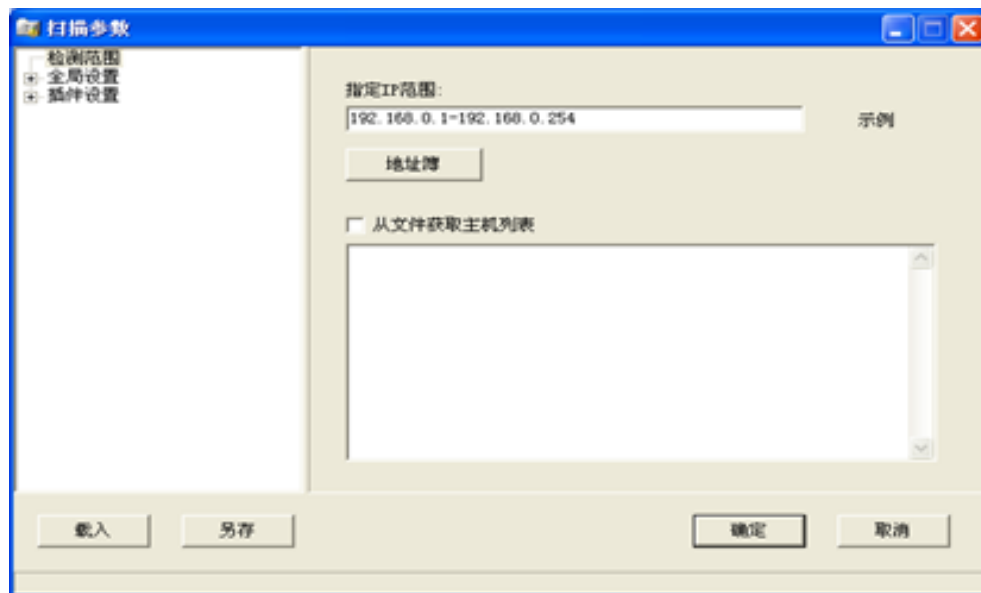 扫描参数
检测范围
全局设置
插件设置
指定IP范围:
192.168.0.1-192.168.0.254
示例
地址簿
从文件获取主机列表
载入
另存
确定
取消